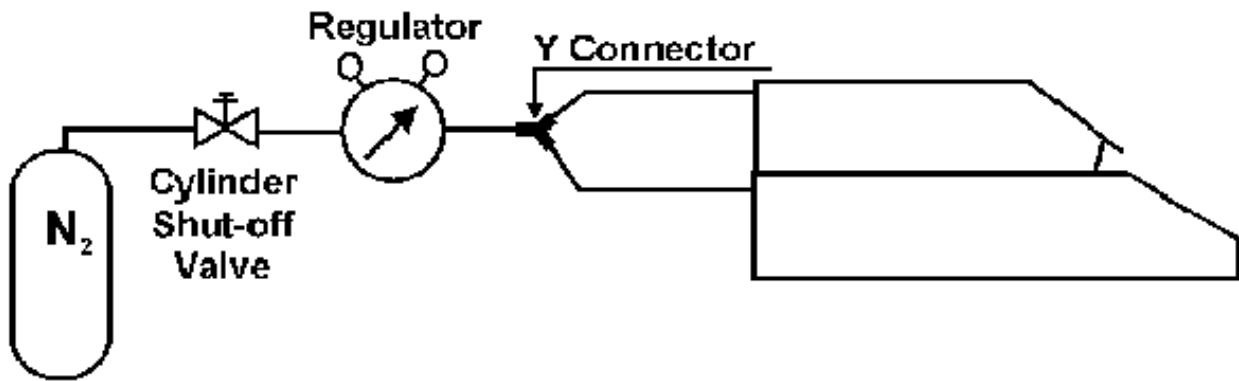 Regulator
Y Connector
Cylinder
Shut-off
Valve
N₂